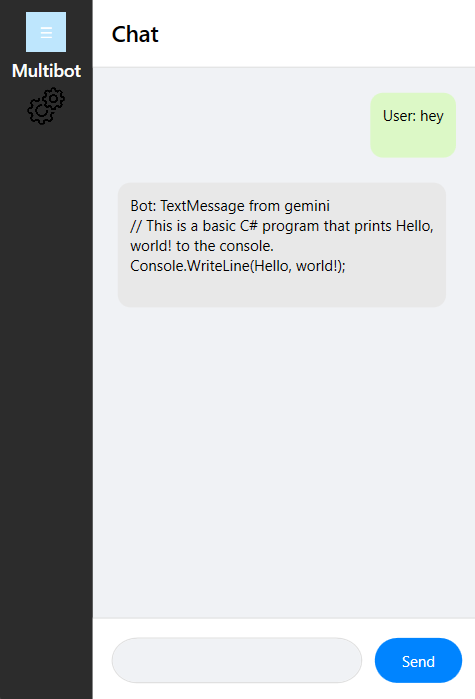 ☰
Multibot
Chat
User: hey
Bot: TextMessage from gemini
// This is a basic C# program that prints Hello,
world! to the console.
Console.WriteLine(Hello, world!);
Send